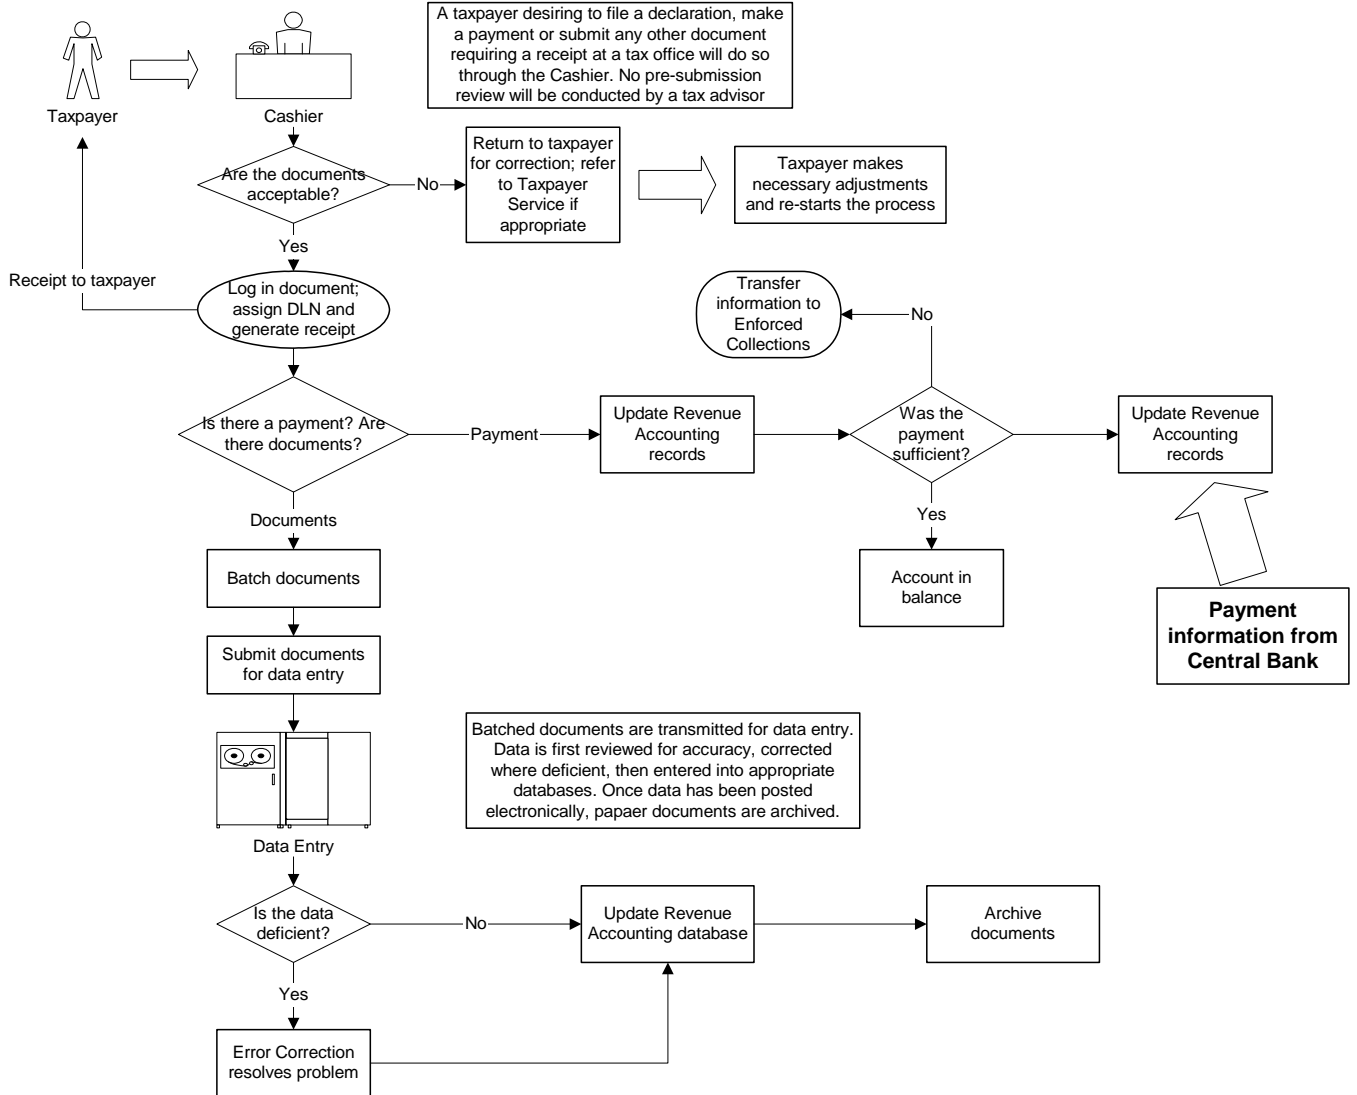 A taxpayer desiring to file a declaration, make
a payment or submit any other document
requiring a receipt at a tax office will do so
through the Cashier. No pre-submission
review will be conducted by a tax advisor
Taxpayer
Cashier
Are the documents
acceptable?
No
Return to taxpayer
for correction; refer
to Taxpayer
Service if
appropriate
Taxpayer makes
necessary adjustments
and re-starts the process
Yes
Receipt to taxpayer
Log in document;
assign DLN and
generate receipt
Transfer
information to
Enforced
Collections
No
Is there a payment? Are
there documents?
Payment
Update Revenue
Accounting
records
Was the
payment
sufficient?
Update Revenue
Accounting
records
Documents
Yes
Batch documents
Account in
balance
Payment
information from
Central Bank
Submit documents
for data entry
Batched documents are transmitted for data entry.
Data is first reviewed for accuracy, corrected
where deficient, then entered into appropriate
databases. Once data has been posted
electronically, papaer documents are archived.
Data Entry
Is the data
deficient?
No
Update Revenue
Accounting database
Archive
documents
Yes
Error Correction
resolves problem